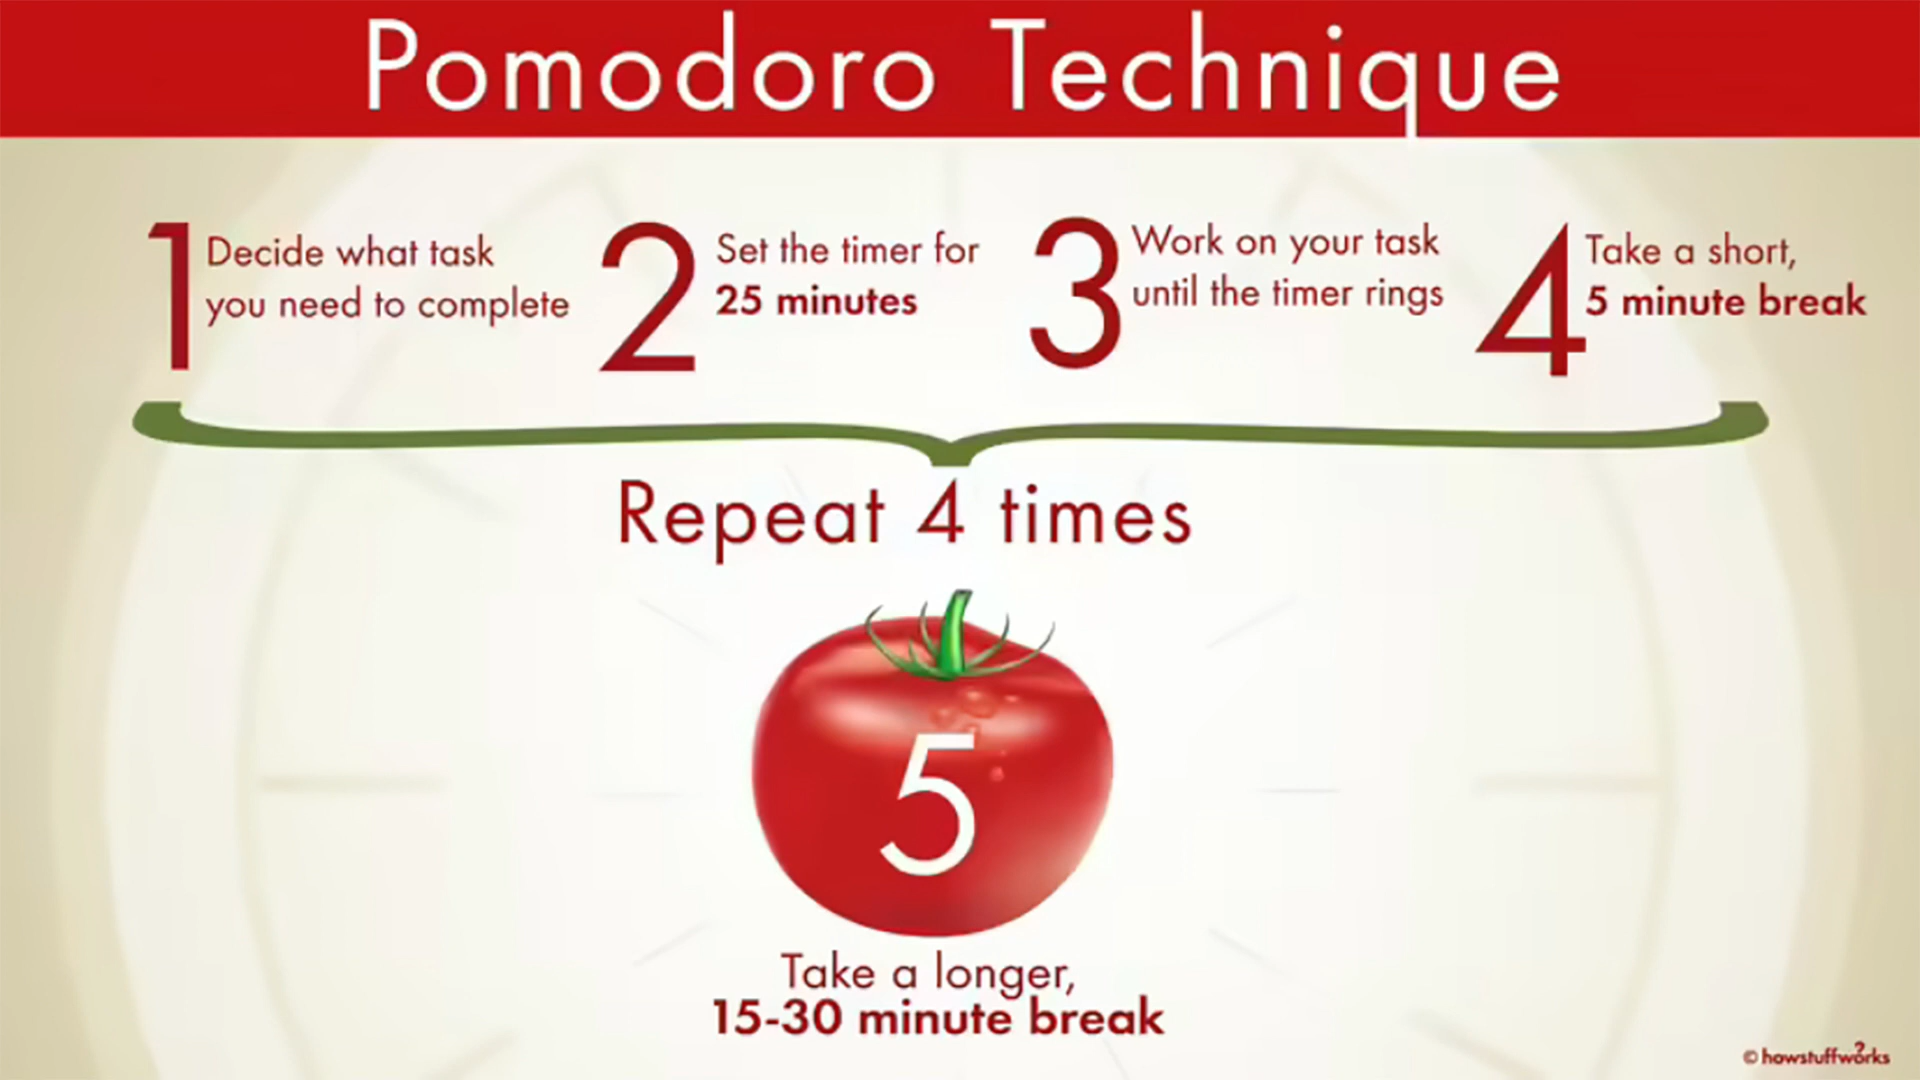 Pomodoro Technique
1
Decide what task
you need to complete
2
Set the timer for
25 minutes
3
Work on your task
until the timer rings
4
Take a short,
5 minute break
Repeat 4 times
5
Take a longer,
15-30 minute break
© howstuffworks